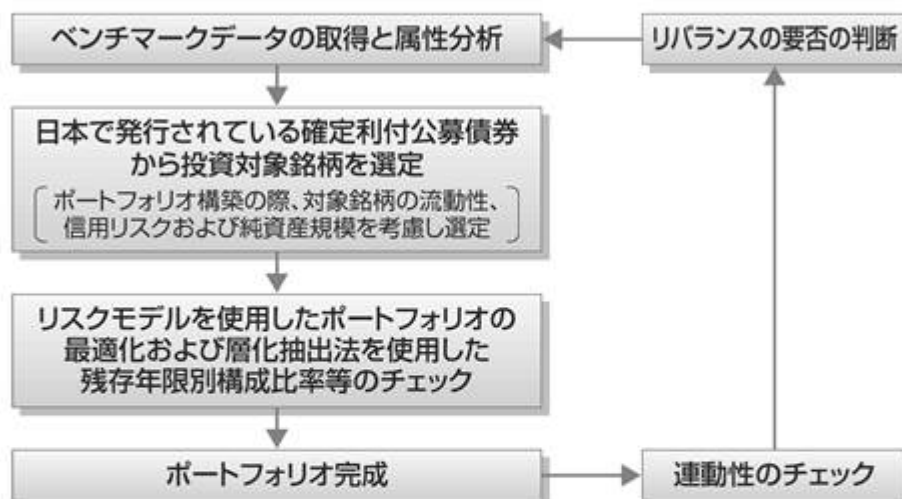 ベンチマークデータの取得と属性分析
リバランスの要否の判断
日本で発行されている確定利付公募債券
から投資対象銘柄を選定
ポートフォリオ構築の際、対象銘柄の流動性、
信用リスクおよび純資産規模を考慮し選定
リスクモデルを使用したポートフォリオの
最適化および層化抽出法を使用した
残存年限別構成比率等のチェック
ポートフォリオ完成
連動性のチェック